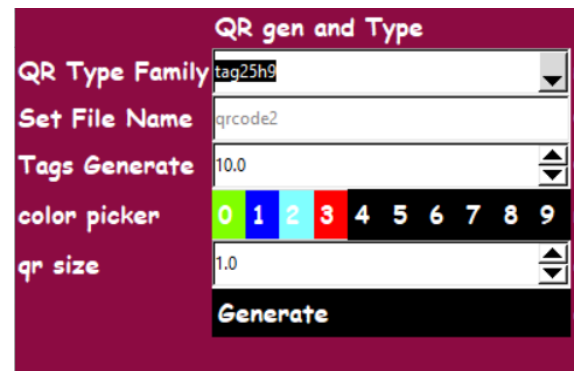 QR gen and Type
QR Type Family tag25h9
Set File Name qrcode2
Tags Generate 10.0
color picker 0 1 2 3 4 5 6 7 8 9
qr size 1.0
Generate